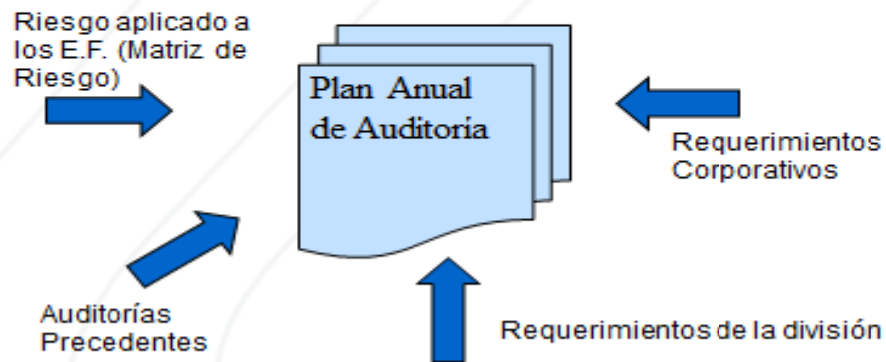 Riesgo aplicado a
los E.F. (Matriz de
Riesgo)
Plan Anual
de Auditoría
Requerimientos
Corporativos
Auditorías
Precedentes
Requerimientos de la división